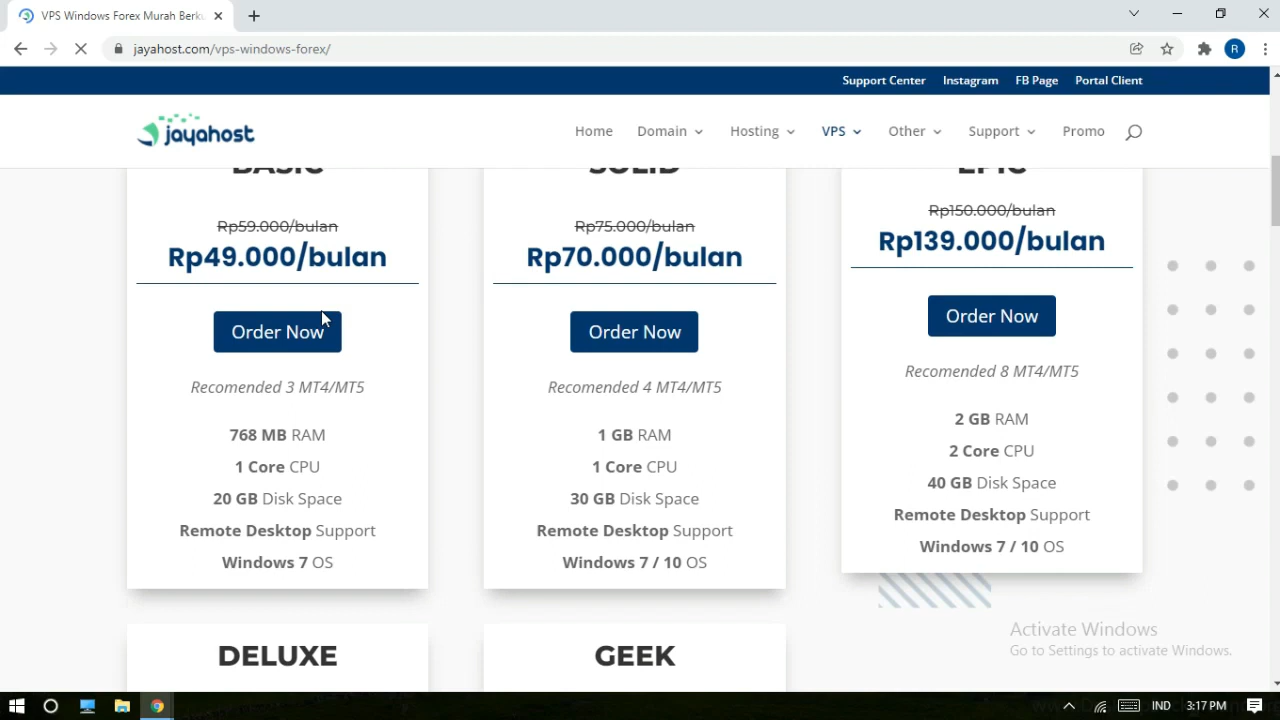 VPS Windows Forex Murah Berku
jayahost.com/vps-windows-forex/
R
Support Center
Instagram
FB Page
Portal Client
jayahost
Home
Domain
Hosting
VPS
Other
Support
Promo
BASIC
Rp59.000/bulan
Rp49.000/bulan
Order Now
Recomended 3 MT4/MT5
768 MB RAM
1 Core CPU
20 GB Disk Space
Remote Desktop Support
Windows 7 OS
SOLID
Rp75.000/bulan
Rp70.000/bulan
Order Now
Recomended 4 MT4/MT5
1 GB RAM
1 Core CPU
30 GB Disk Space
Remote Desktop Support
Windows 7 / 10 OS
EPIC
Rp150.000/bulan
Rp139.000/bulan
Order Now
Recomended 8 MT4/MT5
2 GB RAM
2 Core CPU
40 GB Disk Space
Remote Desktop Support
Windows 7 / 10 OS
DELUXE
GEEK
Activate Windows
Go to Settings to activate Windows.
IND
3:17 PM